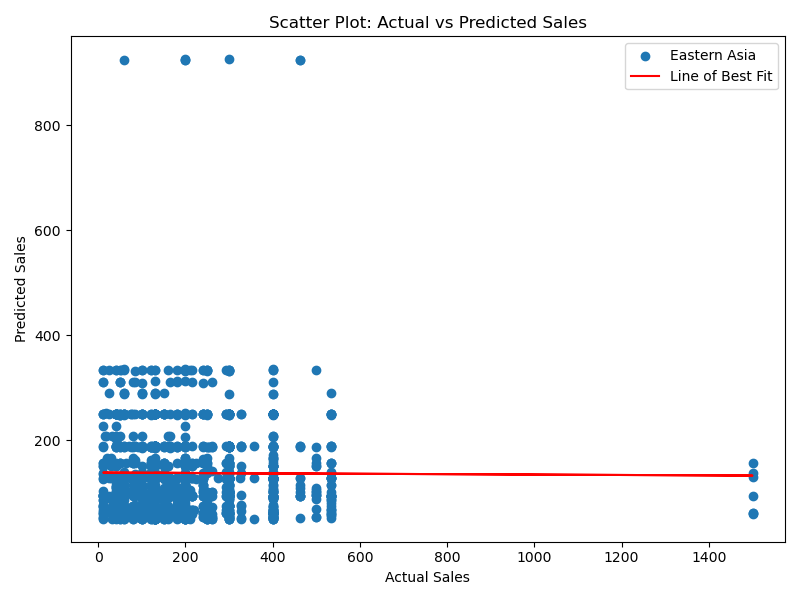 Scatter Plot: Actual vs Predicted Sales
Eastern Asia
Line of Best Fit
800
600
400
200
Predicted Sales
0 200 400 600 800 1000 1200 1400
Actual Sales